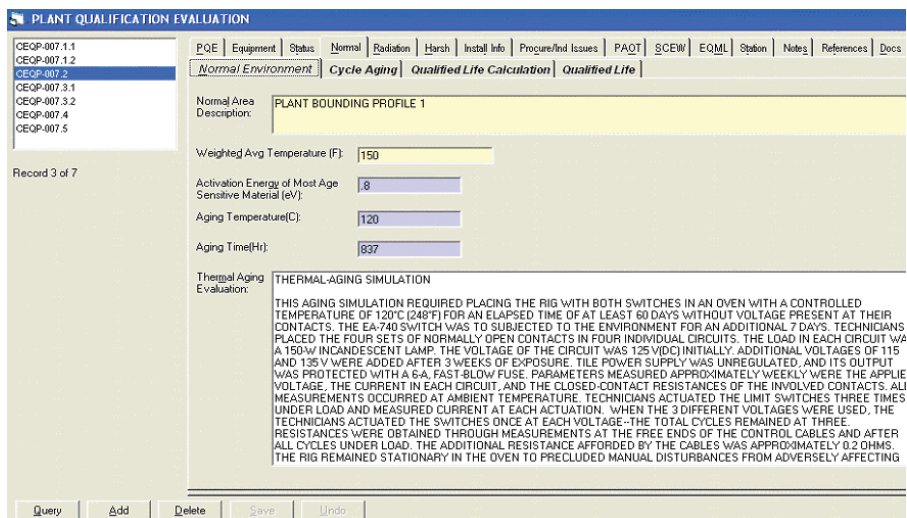 PLANT QUALIFICATION EVALUATION
CEQP-007.1.1
CEQP-007.1.2
CEQP-007.2
CEQP-007.3.1
CEQP-007.3.2
CEQP-007.4
CEQP-007.5
Record 3 of 7
PQE Equipment Status Normal Radiation Harsh Install Info Procure/Ind Issues PAQT SCEW EQML Station Notes References Docs
Normal Environment Cycle Aging Qualified Life Calculation Qualified Life
Normal Area
Description:
PLANT BOUNDING PROFILE 1
Weighted Avg Temperature (F): 150
Activation Energy of Most Age
Sensitive Material (eV): .8
Aging Temperature(C): 120
Aging Time(Hr): 837
Thermal Aging
Evaluation:
THERMAL-AGING SIMULATION
THIS AGING SIMULATION REQUIRED PLACING THE RIG WITH BOTH SWITCHES IN AN OVEN WITH A CONTROLLED
TEMPERATURE OF 120°C (248°F) FOR AN ELAPSED TIME OF AT LEAST 60 DAYS WITHOUT VOLTAGE PRESENT AT THEIR
CONTACTS. THE EA-740 SWITCH WAS TO SUBJECTED TO THE ENVIRONMENT FOR AN ADDITIONAL 7 DAYS. TECHNICIANS
PLACED THE FOUR SETS OF NORMALLY OPEN CONTACTS IN FOUR INDIVIDUAL CIRCUITS. THE LOAD IN EACH CIRCUIT WA
A 150-W INCANDESCENT LAMP. THE VOLTAGE OF THE CIRCUIT WAS 125 V(DC) INITIALLY. ADDITIONAL VOLTAGES OF 115
AND 135 V WERE ADDED AFTER 3 WEEKS OF EXPOSURE. TILE POWER SUPPLY WAS UNREGULATED, AND ITS OUTPUT
WAS PROTECTED WITH A 6-A, FAST-BLOW FUSE. PARAMETERS MEASURED APPROXIMATELY WEEKLY WERE THE APPLIE
VOLTAGE, THE CURRENT IN EACH CIRCUIT, AND THE CLOSED-CONTACT RESISTANCES OF THE INVOLVED CONTACTS. ALL
MEASUREMENTS OCCURRED AT AMBIENT TEMPERATURE. TECHNICIANS ACTUATED THE LIMIT SWITCHES THREE TIMES
UNDER LOAD AND MEASURED CURRENT AT EACH ACTUATION. WHEN THE 3 DIFFERENT VOLTAGES WERE USED, THE
TECHNICIANS ACTUATED THE SWITCHES ONCE AT EACH VOLTAGE--THE TOTAL CYCLES REMAINED AT THREE.
RESISTANCES WERE OBTAINED THROUGH MEASUREMENTS AT THE FREE ENDS OF THE CONTROL CABLES AND AFTER
ALL CYCLES UNDER LOAD. THE ADDITIONAL RESISTANCE AFFORDED BY THE CABLES WAS APPROXIMATELY 0.2 OHMS.
THE RIG REMAINED STATIONARY IN THE OVEN TO PRECLUDED MANUAL DISTURBANCES FROM ADVERSELY AFFECTING
Query Add Delete Save Undo